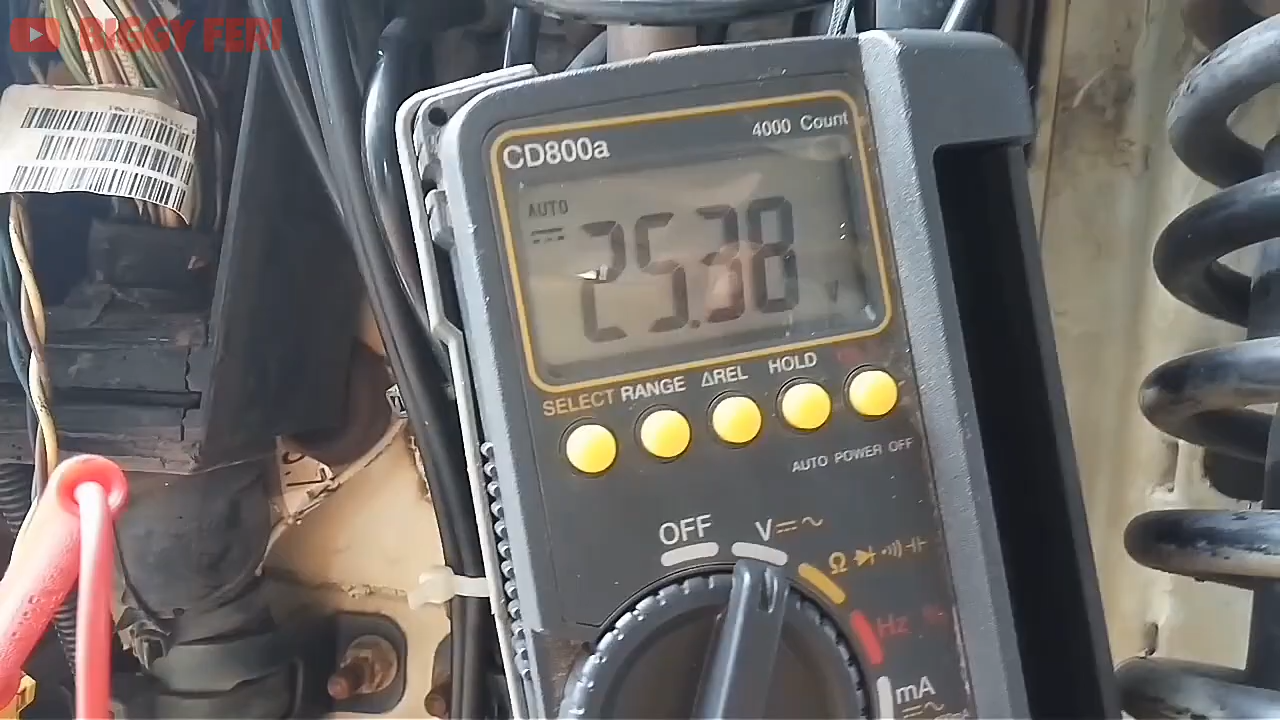 BIGGY FERI
CD800a
4000 Count
AUTO
25.38
V
SELECT RANGE ΔREL HOLD
AUTO POWER OFF
OFF
V
Ω
Hz
mA